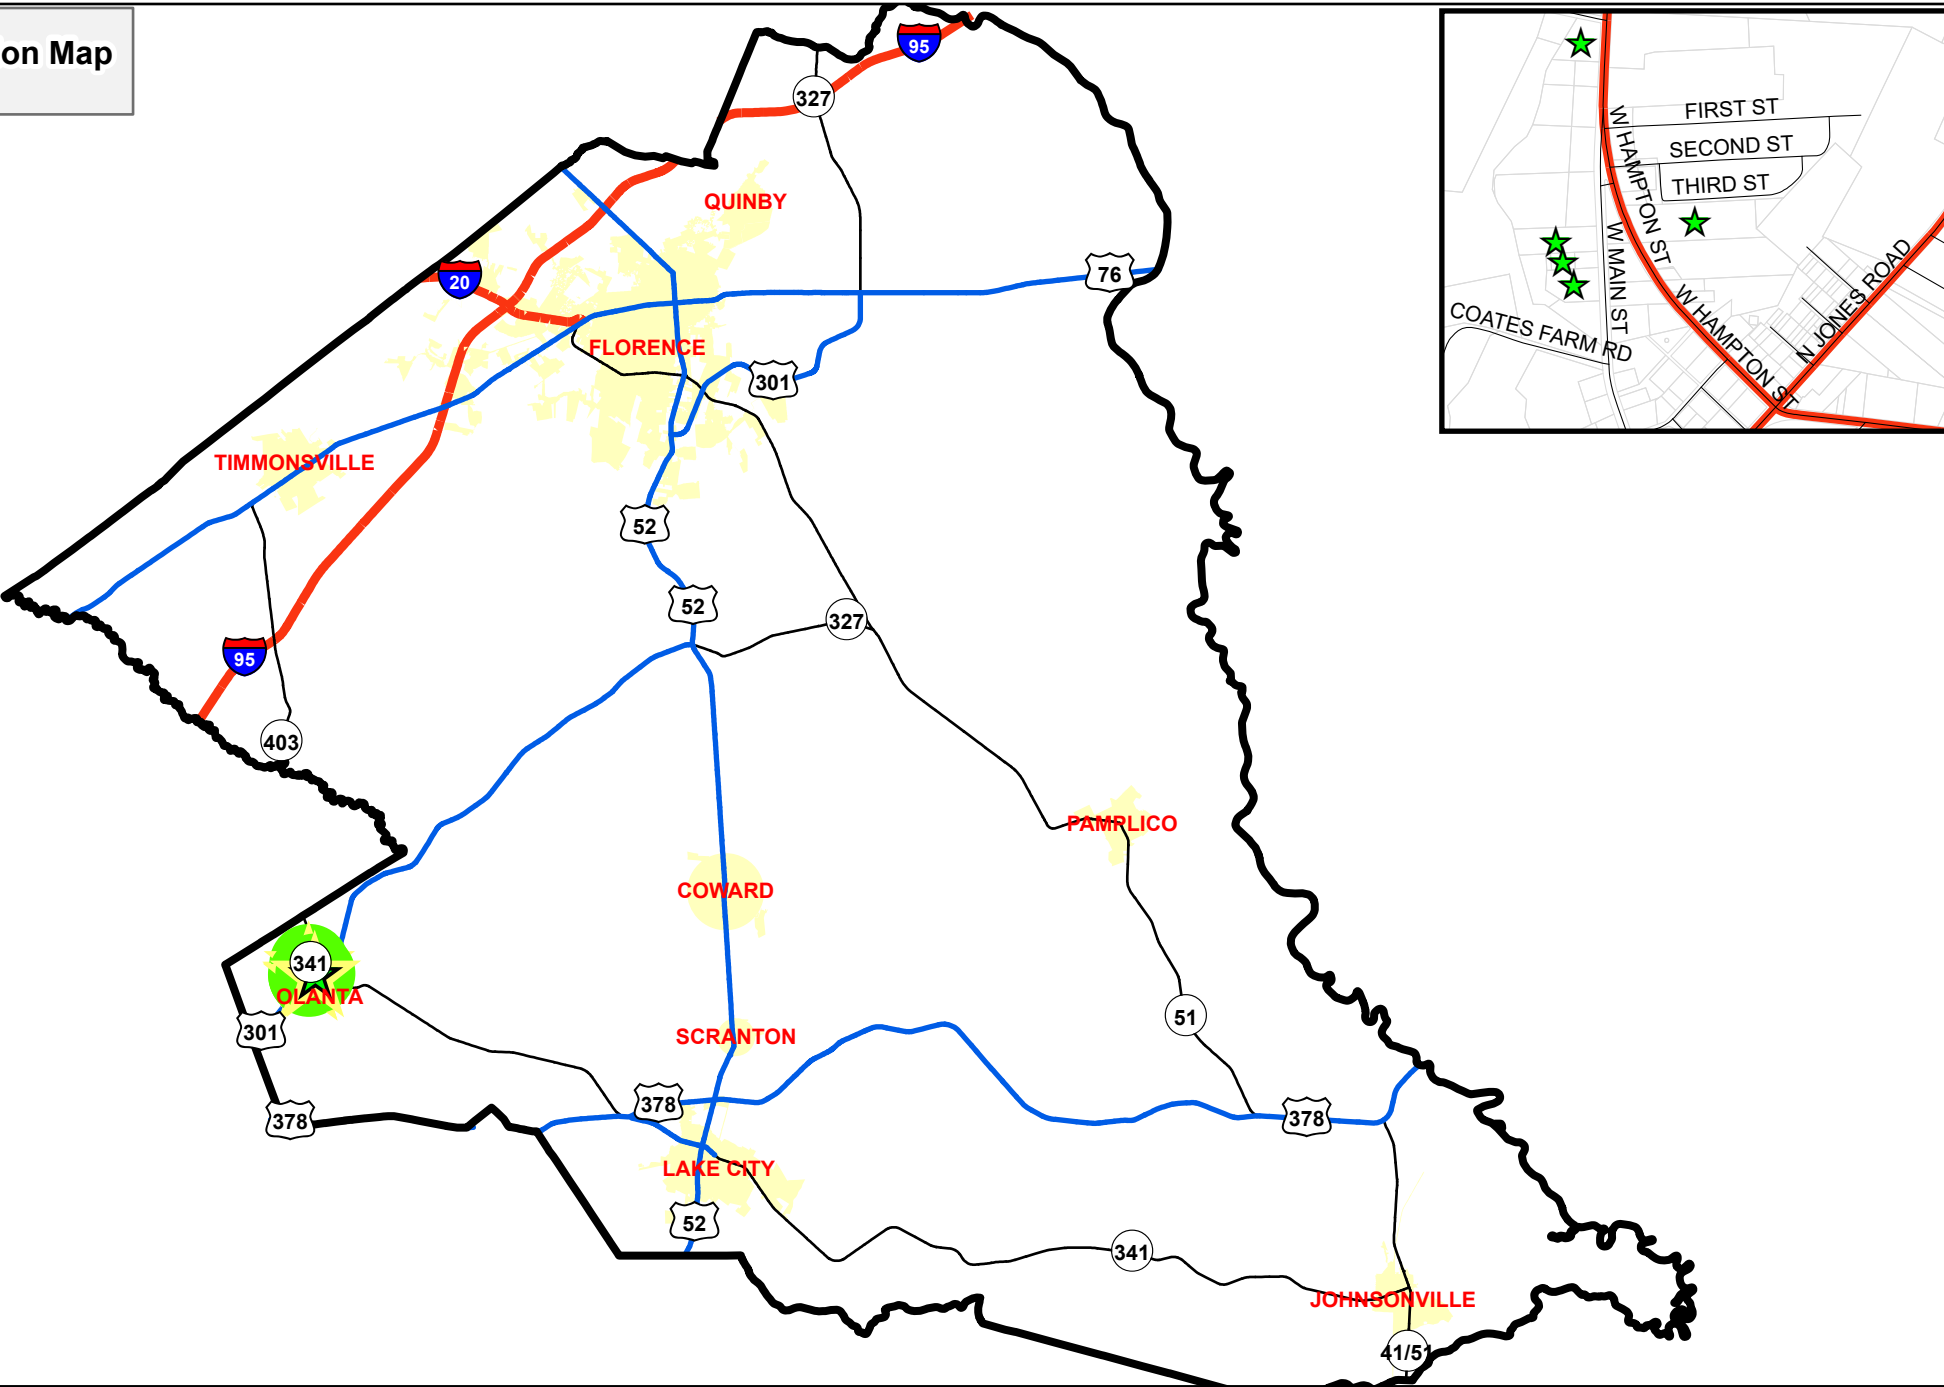 on Map
95
327
QUINBY
20
76
FLORENCE
301
TIMMONSVILLE
52
52
327
95
403
PAMPLICO
COWARD
341
OLANTA
301
51
SCRANTON
378
378
378
LAKE CITY
52
341
JOHNSONVILLE
41/51
FIRST ST
SECOND ST
THIRD ST
W HAMPTON ST
W MAIN ST
COATES FARM RD
W HAMPTON ST
N JONES ROAD